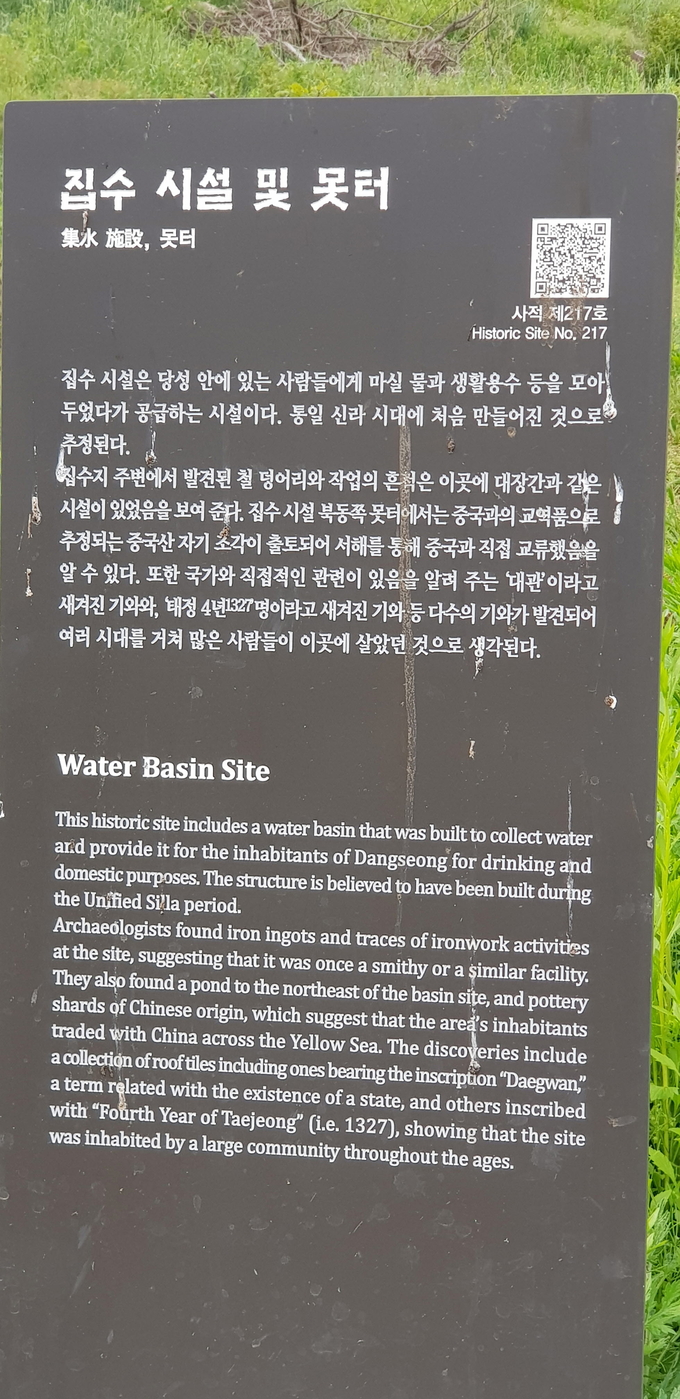 집수 시설 및 못터
集水 施設, 못터
사적 제217호
Historic Site No. 217
집수 시설은 당성 안에 있는 사람들에게 마실 물과 생활용수 등을 모아
두었다가 공급하는 시설이다. 통일 신라 시대에 처음 만들어진 것으로
추정된다.
집수지 주변에서 발견된 철 덩어리와 작업의 흔적은 이곳에 대장간과 같은
시설이 있었음을 보여 준다. 집수 시설 북동쪽 못터에서는 중국과의 교역품으로
추정되는 중국산 자기 조각이 출토되어 서해를 통해 중국과 직접 교류했음을
알 수 있다. 또한 국가와 직접적인 관련이 있음을 알려 주는 ‘대관’이라고
새겨진 기와와, ‘태정 4년1327’명이라고 새겨진 기와 등 다수의 기와가 발견되어
여러 시대를 거쳐 많은 사람들이 이곳에 살았던 것으로 생각된다.
Water Basin Site
This historic site includes a water basin that was built to collect water
and provide it for the inhabitants of Dangseong for drinking and
domestic purposes. The structure is believed to have been built during
the Unified Silla period.
Archaeologists found iron ingots and traces of ironwork activities
at the site, suggesting that it was once a smithy or a similar facility.
They also found a pond to the northeast of the basin site, and pottery
shards of Chinese origin, which suggest that the area’s inhabitants
traded with China across the Yellow Sea. The discoveries include
a collection of roof tiles including ones bearing the inscription “Daegwan,”
a term related with the existence of a state, and others inscribed
with “Fourth Year of Taejeong” (i.e. 1327), showing that the site
was inhabited by a large community throughout the ages.